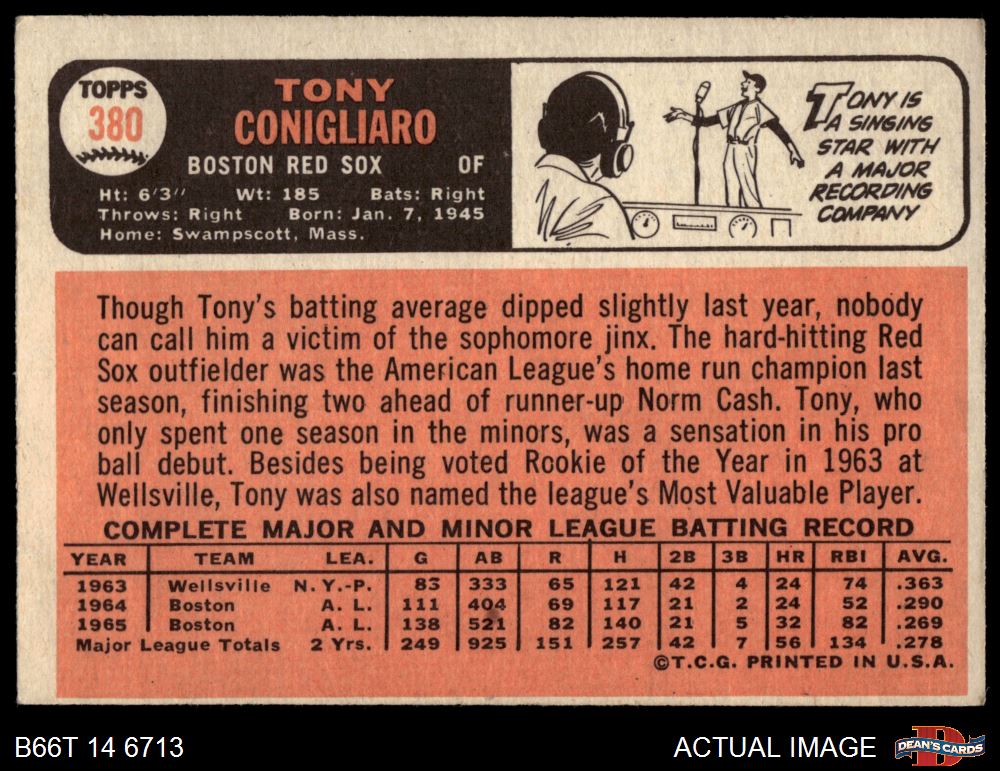 TOPPS
380
TONY
CONIGLIARO
BOSTON RED SOX OF
Ht: 6'3" Wt: 185 Bats: Right
Throws: Right Born: Jan. 7, 1945
Home: Swampscott, Mass.
TONY IS
A SINGING
STAR WITH
A MAJOR
RECORDING
COMPANY
Though Tony's batting average dipped slightly last year, nobody
can call him a victim of the sophomore jinx. The hard-hitting Red
Sox outfielder was the American League's home run champion last
season, finishing two ahead of runner-up Norm Cash. Tony, who
only spent one season in the minors, was a sensation in his pro
ball debut. Besides being voted Rookie of the Year in 1963 at
Wellsville, Tony was also named the league's Most Valuable Player.
COMPLETE MAJOR AND MINOR LEAGUE BATTING RECORD
YEAR TEAM LEA. G AB R H 2B 3B HR RBI AVG.
1963 Wellsville N.Y.-P. 83 333 65 121 42 4 24 74 .363
1964 Boston A. L. 111 404 69 117 21 2 24 52 .290
1965 Boston A. L. 138 521 82 140 21 5 32 82 .269
Major League Totals 2 Yrs. 249 925 151 257 42 7 56 134 .278
©T.C.G. PRINTED IN U.S.A.
B66T 14 6713 ACTUAL IMAGE D DEAN'S CARDS